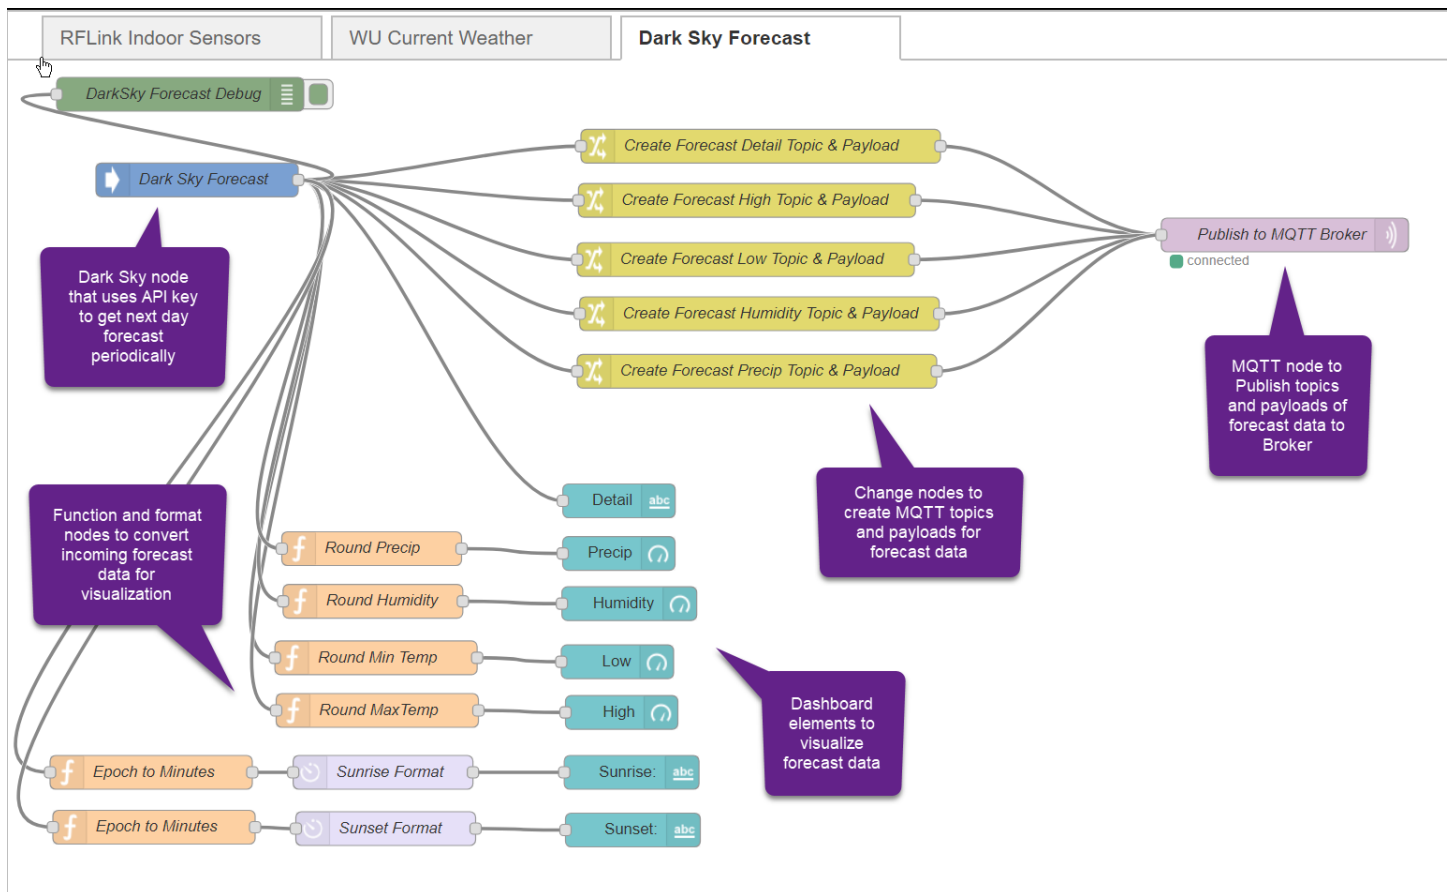 RFLink Indoor Sensors
WU Current Weather
Dark Sky Forecast
DarkSky Forecast Debug
Dark Sky Forecast
Create Forecast Detail Topic & Payload
Create Forecast High Topic & Payload
Create Forecast Low Topic & Payload
Create Forecast Humidity Topic & Payload
Create Forecast Precip Topic & Payload
Publish to MQTT Broker
connected
Dark Sky node
that uses API key
to get next day
forecast
periodically
MQTT node to
Publish topics
and payloads of
forecast data to
Broker
Change nodes to
create MQTT topics
and payloads for
forecast data
Function and format
nodes to convert
incoming forecast
data for
visualization
Detail
abc
Round Precip
Precip
Round Humidity
Humidity
Round Min Temp
Low
Round MaxTemp
High
Dashboard
elements to
visualize
forecast data
Epoch to Minutes
Sunrise Format
Sunrise:
abc
Epoch to Minutes
Sunset Format
Sunset:
abc